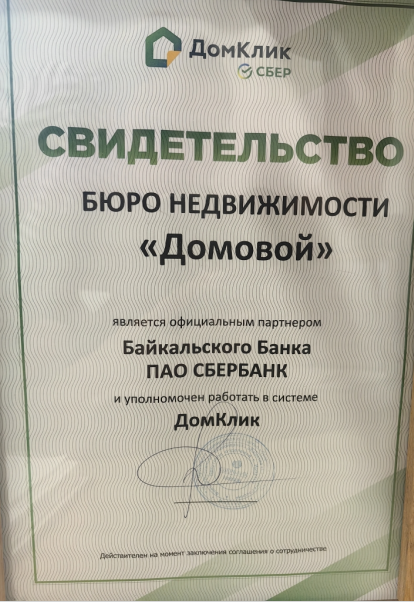 ДомКлик
СБЕР
СВИДЕТЕЛЬСТВО
БЮРО НЕДВИЖИМОСТИ
«Домовой»
является официальным партнером
Байкальского Банка
ПАО СБЕРБАНК
и уполномочен работать в системе
ДомКлик
Действителен на момент заключения соглашения о сотрудничестве